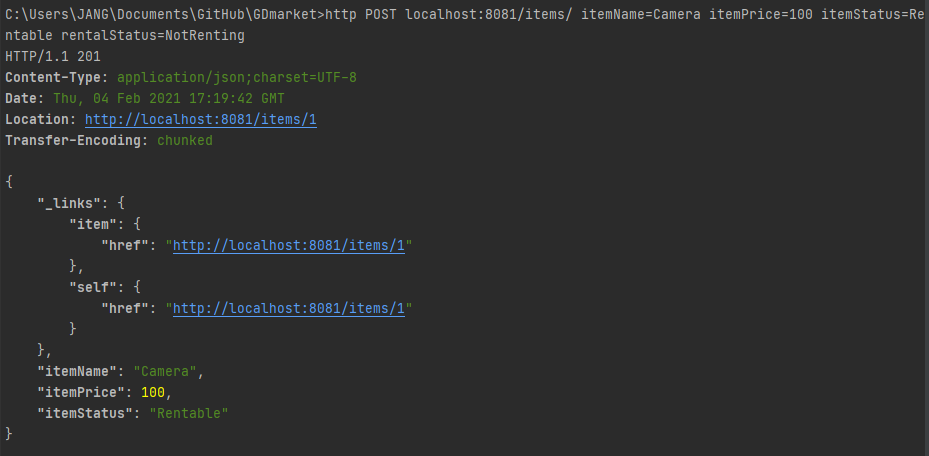 C:\Users\JANG\Documents\GitHub\GDmarket>http POST localhost:8081/items/ itemName=Camera itemPrice=100 itemStatus=Re
ntable rentalStatus=NotRenting
HTTP/1.1 201
Content-Type: application/json;charset=UTF-8
Date: Thu, 04 Feb 2021 17:19:42 GMT
Location: http://localhost:8081/items/1
Transfer-Encoding: chunked

{
    "_links": {
        "item": {
            "href": "http://localhost:8081/items/1"
        },
        "self": {
            "href": "http://localhost:8081/items/1"
        }
    },
    "itemName": "Camera",
    "itemPrice": 100,
    "itemStatus": "Rentable"
}